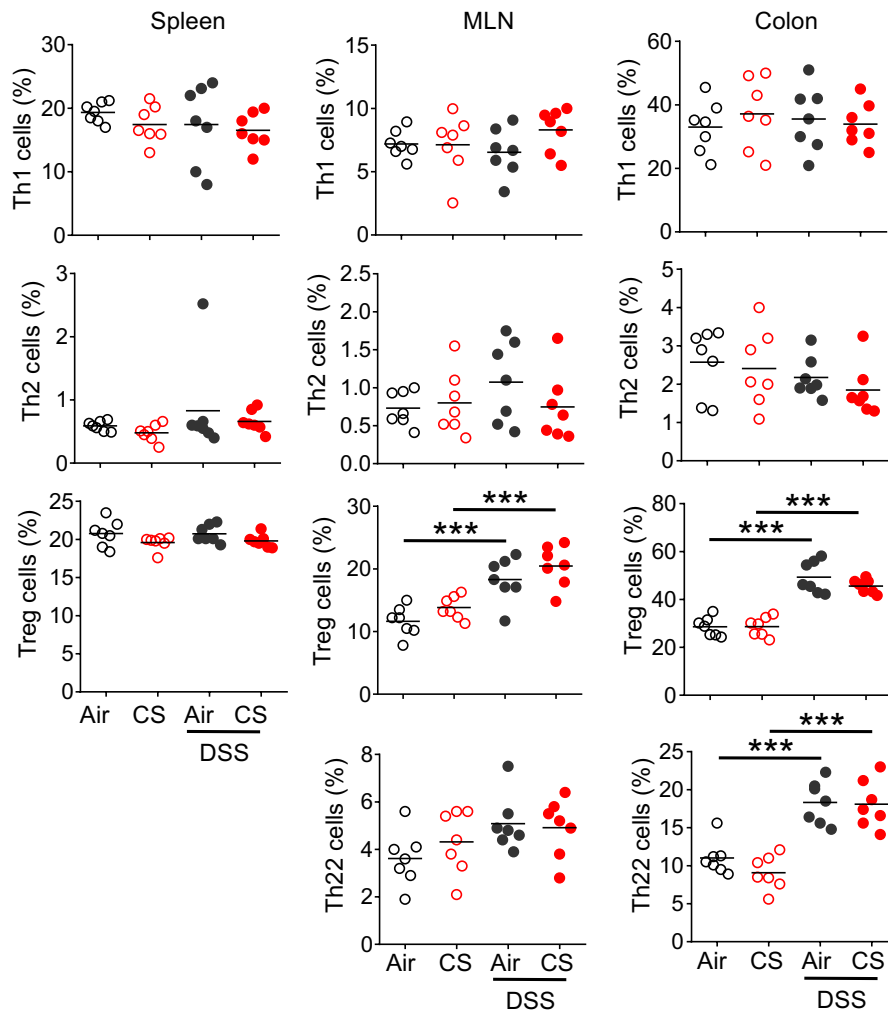 Spleen MLN Colon
Th1 cells (%) 30 20 10 0
Th1 cells (%) 15 10 5 0
Th1 cells (%) 60 40 20 0
Th2 cells (%) 3 2 1 0
Th2 cells (%) 2.5 2.0 1.5 1.0 0.5 0.0
Th2 cells (%) 5 4 3 2 1 0
Treg cells (%) 25 20 15 10 5 0
Air CS Air CS
DSS
Treg cells (%) 30 20 10 0
*** ***
Treg cells (%) 80 60 40 20 0
*** ***
Th22 cells (%) 8 6 4 2 0
Air CS Air CS
DSS
Th22 cells (%) 25 20 15 10 5 0
*** ***
Air CS Air CS
DSS